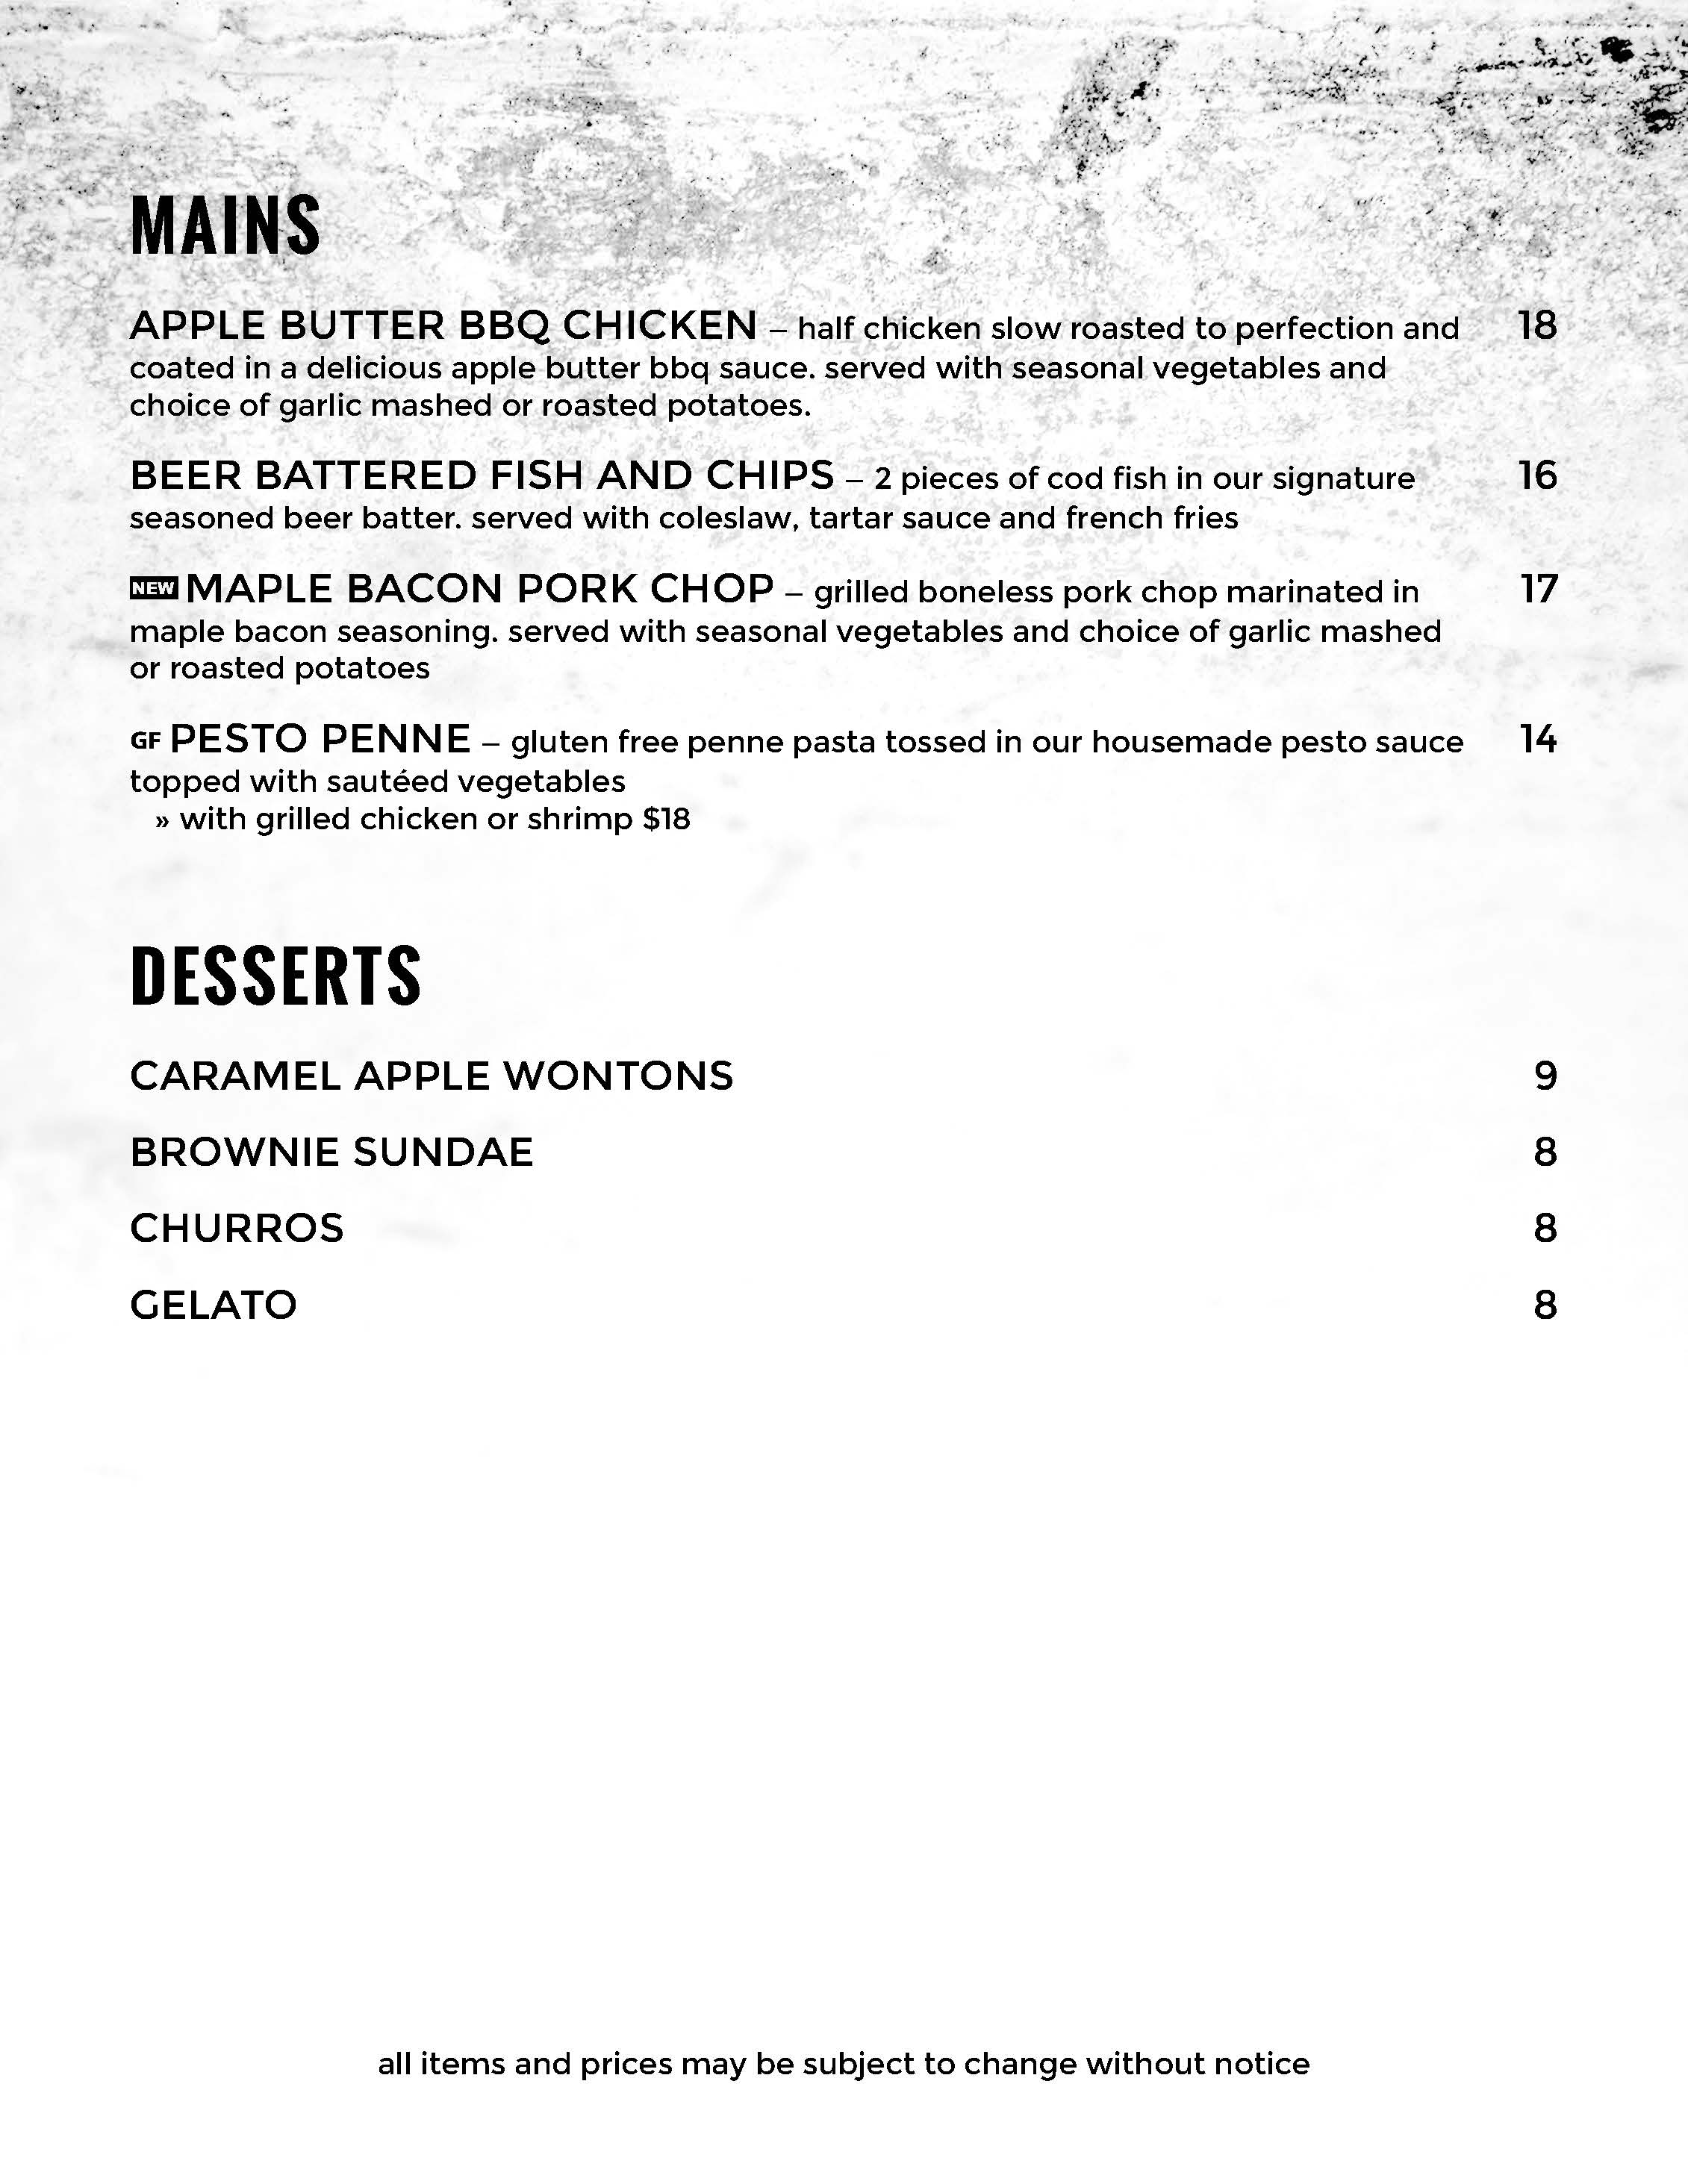 MAINS
APPLE BUTTER BBQ CHICKEN – half chicken slow roasted to perfection and 18
coated in a delicious apple butter bbq sauce. served with seasonal vegetables and
choice of garlic mashed or roasted potatoes.
BEER BATTERED FISH AND CHIPS – 2 pieces of cod fish in our signature 16
seasoned beer batter. served with coleslaw, tartar sauce and french fries
NEW MAPLE BACON PORK CHOP – grilled boneless pork chop marinated in 17
maple bacon seasoning. served with seasonal vegetables and choice of garlic mashed
or roasted potatoes
GF PESTO PENNE – gluten free penne pasta tossed in our housemade pesto sauce 14
topped with sautéed vegetables
» with grilled chicken or shrimp $18
DESSERTS
CARAMEL APPLE WONTONS 9
BROWNIE SUNDAE 8
CHURROS 8
GELATO 8
all items and prices may be subject to change without notice